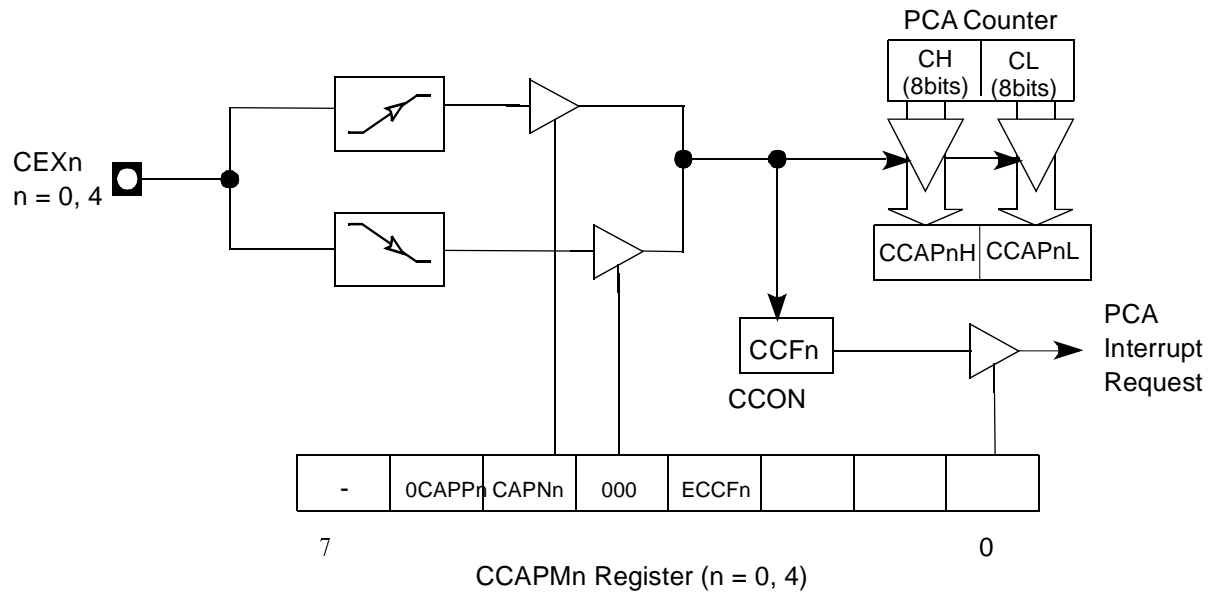 PCA Counter
CH CL
(8bits) (8bits)
CEXn
n = 0, 4
CCAPnH CCAPnL
CCFn
PCA
Interrupt
Request
CCON
- 0CAPPn CAPNn 000 ECCFn
7 0
CCAPMn Register (n = 0, 4)